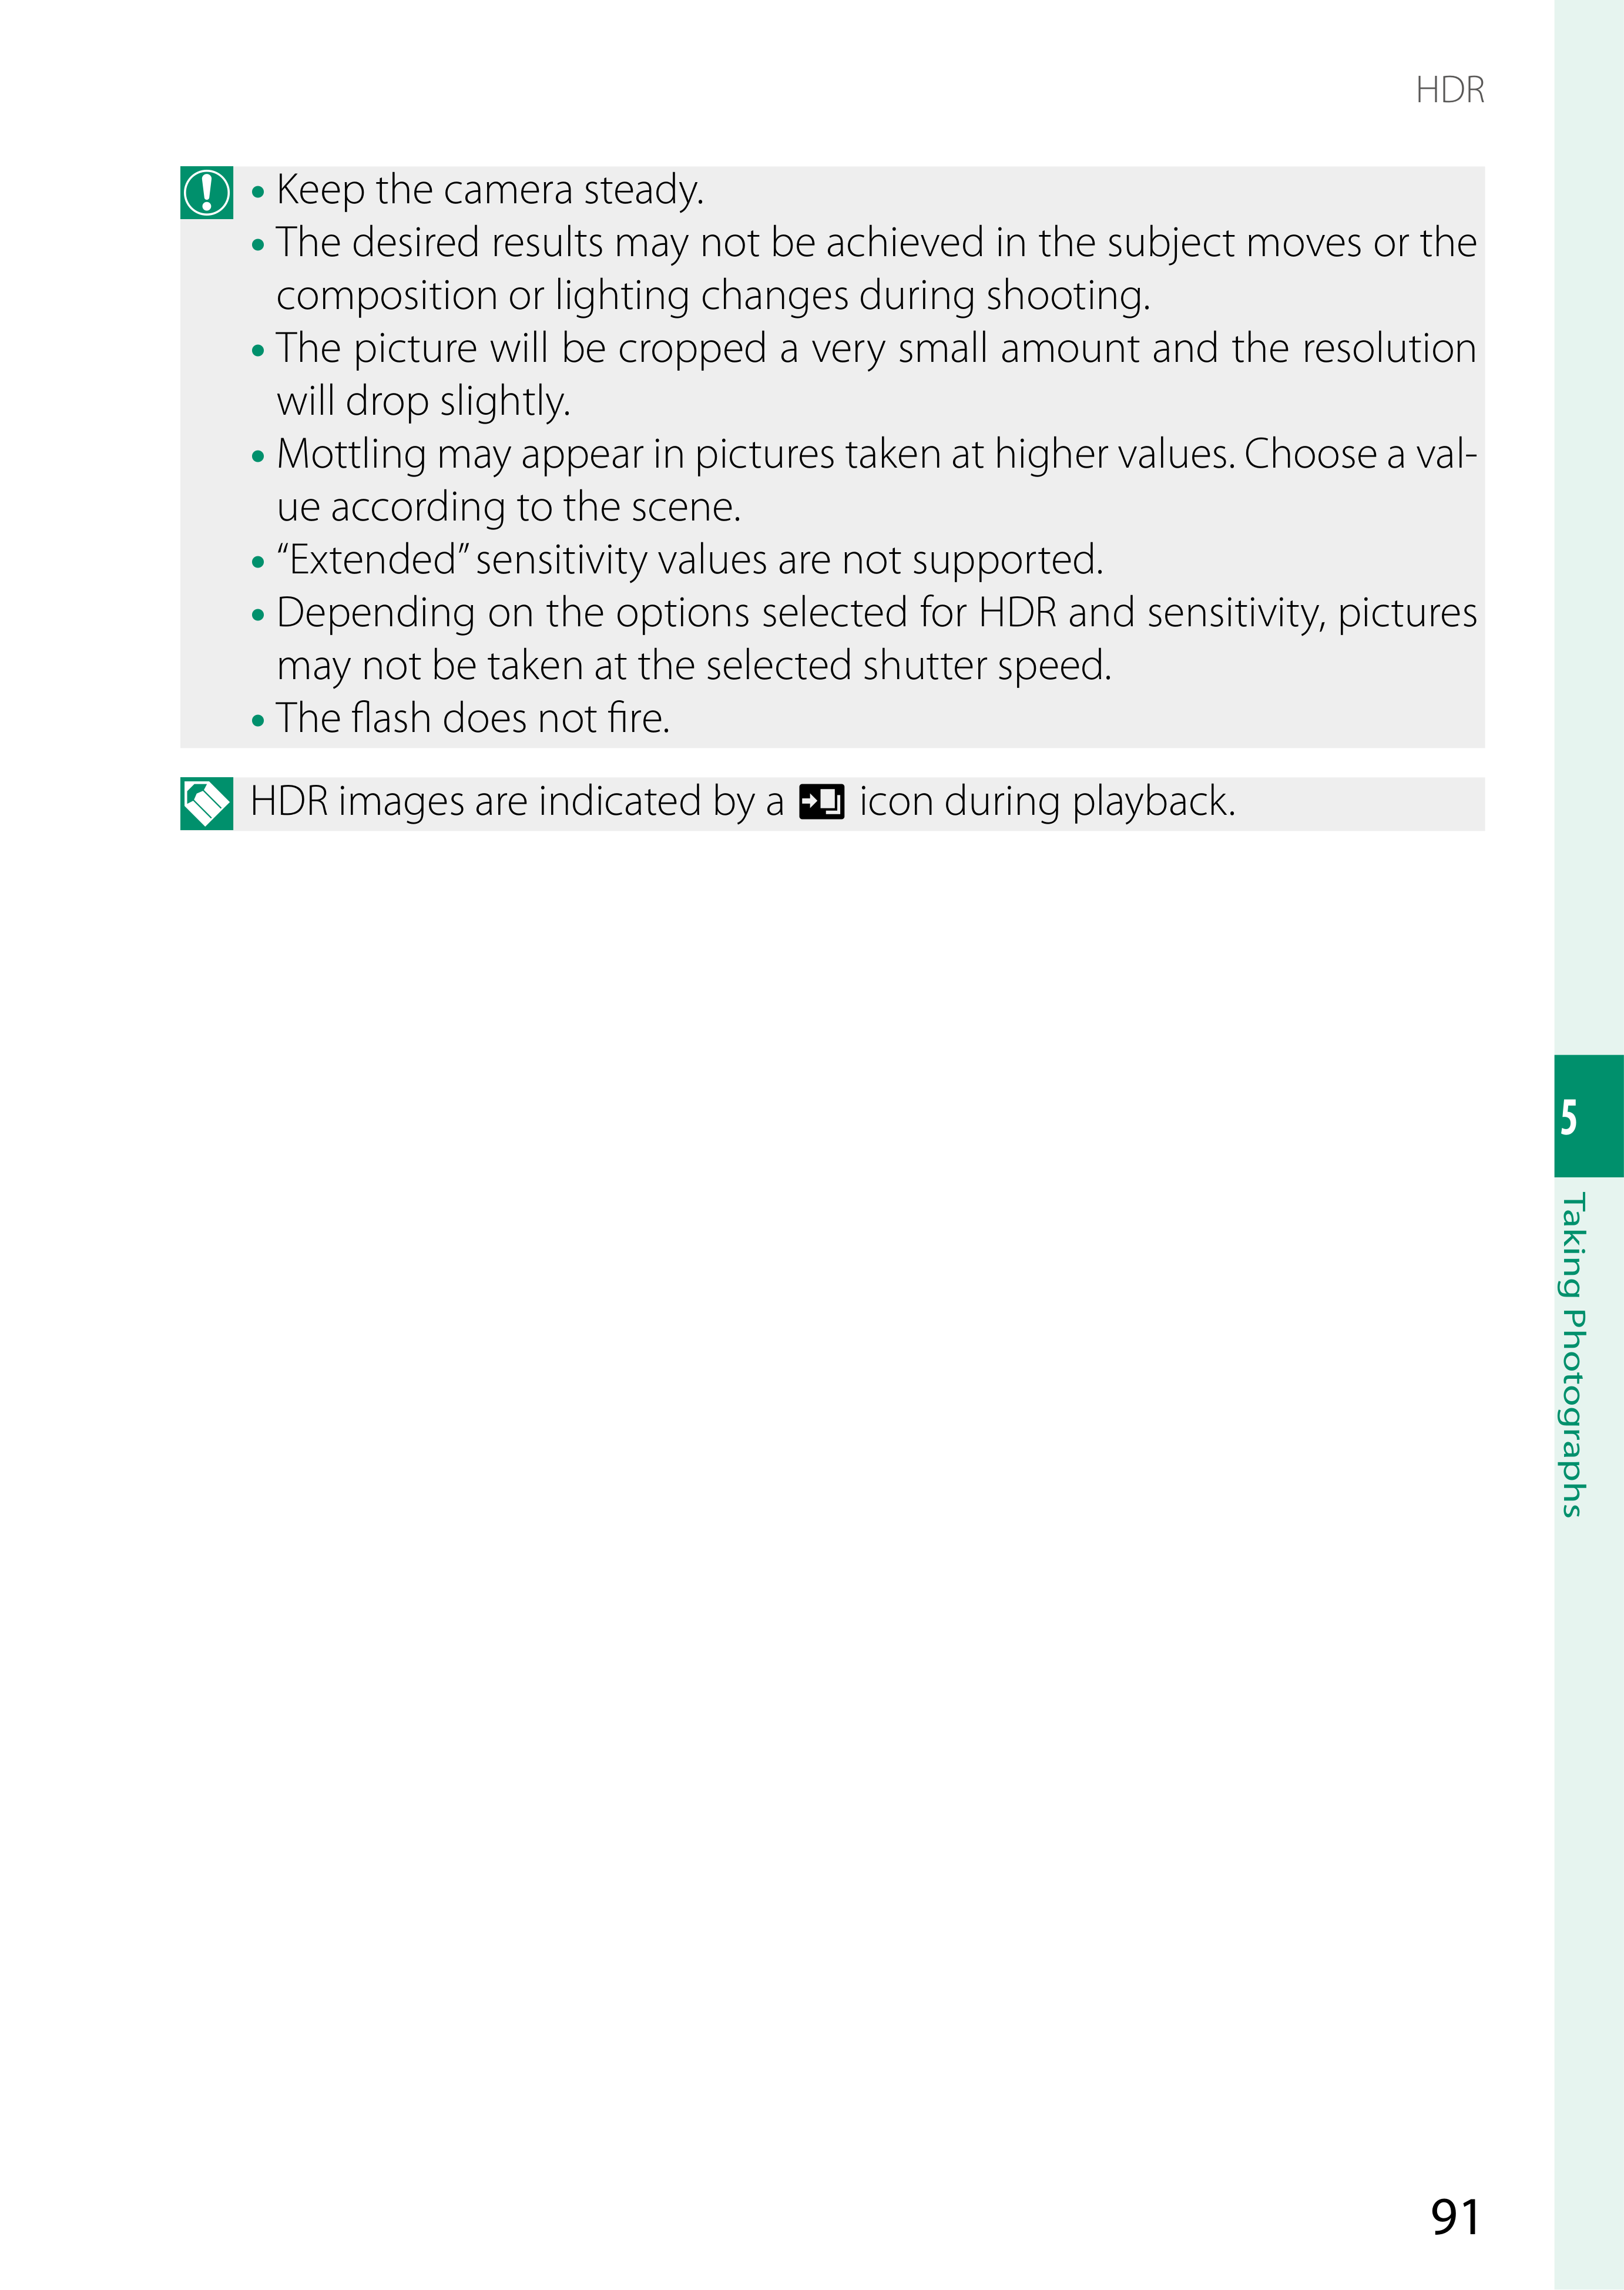 HDR
• Keep the camera steady.
• The desired results may not be achieved in the subject moves or the
composition or lighting changes during shooting.
• The picture will be cropped a very small amount and the resolution
will drop slightly.
• Mottling may appear in pictures taken at higher values. Choose a val-
ue according to the scene.
• “Extended” sensitivity values are not supported.
• Depending on the options selected for HDR and sensitivity, pictures
may not be taken at the selected shutter speed.
• The flash does not fire.
HDR images are indicated by a icon during playback.
5
Taking Photographs
91